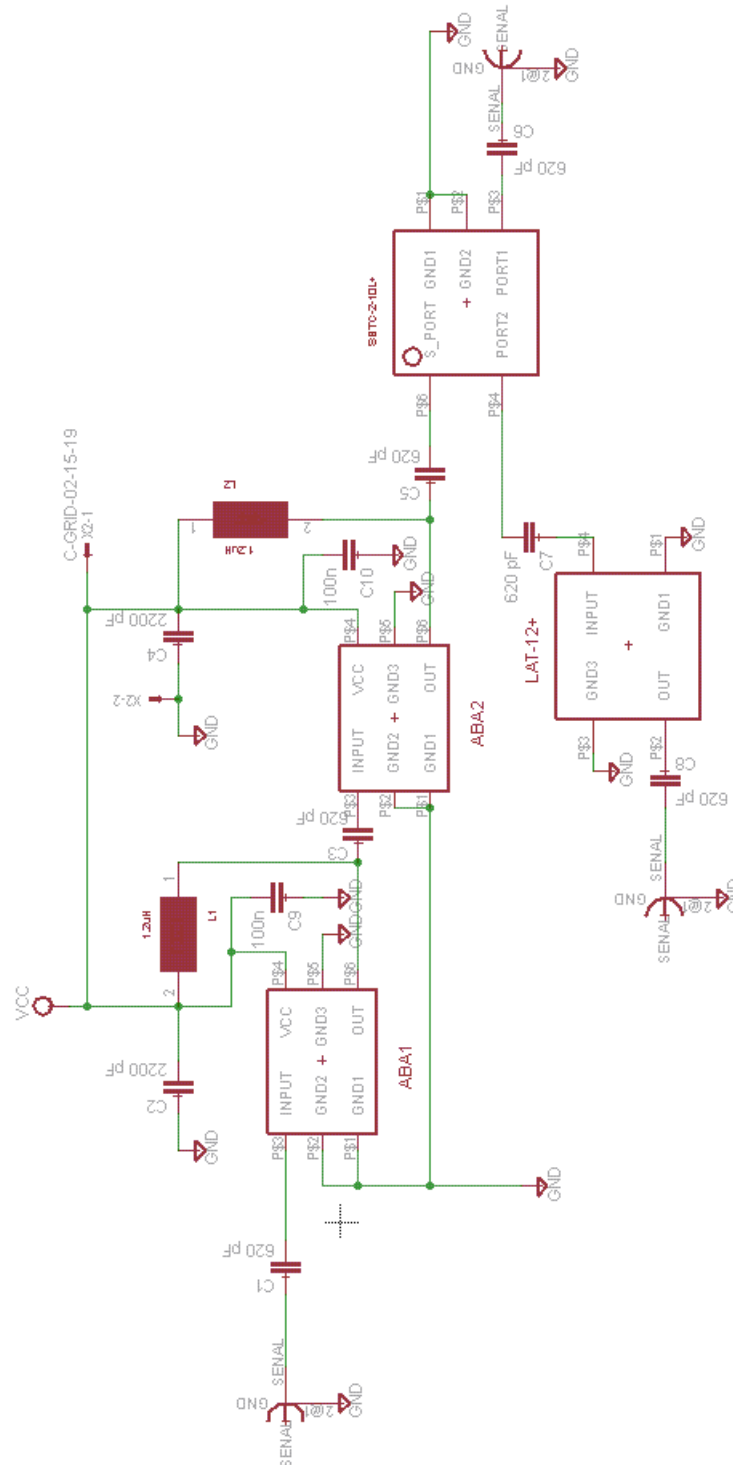 GND
SENAL
GND
2@1
GND
SENAL
C6
620 pF
P$1
P$2
P$3
SBTC-2-10L+
S_PORT
GND1
GND2
PORT2
PORT1
P$6
P$4
C-GRID-02-15-19
X2-1
620 pF
C5
L2
1
2
1.2uH
100n
C10
GND
2200 pF
C4
X2-2
GND
P$4
P$5
P$6
GND
VCC
GND3
OUT
INPUT
GND2
GND1
ABA2
P$3
P$2
P$1
620 pF
C3
620 pF
C7
P$4
P$1
GND
INPUT
GND1
GND3
OUT
LAT-12+
P$3
P$2
GND
C8
620 pF
SENAL
GND
2@1
GND
SENAL
1
1.2uH
L1
2
100n
C9
GND
GND
VCC
2200 pF
C2
GND
P$4
P$5
P$6
VCC
GND3
OUT
INPUT
GND2
GND1
ABA1
P$3
P$2
P$1
GND
620 pF
C1
SENAL
GND
2@1
GND
SENAL